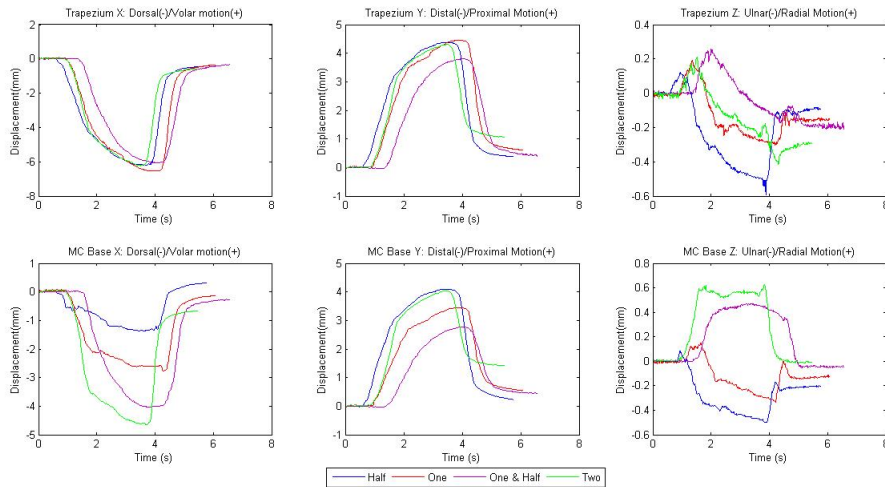 Trapezium X: Dorsal(-)/Volar motion(+)
Trapezium Y: Distal(-)/Proximal Motion(+)
Trapezium Z: Ulnar(-)/Radial Motion(+)
Displacement(mm)
2
0
-2
-4
-6
-8
0 2 4 6 8
Time (s)
Displacement(mm)
5
4
3
2
1
0
-1
0 2 4 6 8
Time (s)
Displacement(mm)
0.4
0.2
0
-0.2
-0.4
-0.6
0 2 4 6 8
Time (s)
MC Base X: Dorsal(-)/Volar motion(+)
MC Base Y: Distal(-)/Proximal Motion(+)
MC Base Z: Ulnar(-)/Radial Motion(+)
Displacement(mm)
1
0
-1
-2
-3
-4
-5
0 2 4 6 8
Time (s)
Displacement(mm)
5
4
3
2
1
0
-1
0 2 4 6 8
Time (s)
Displacement(mm)
0.8
0.6
0.4
0.2
0
-0.2
-0.4
-0.6
0 2 4 6 8
Time (s)
Half One One & Half Two